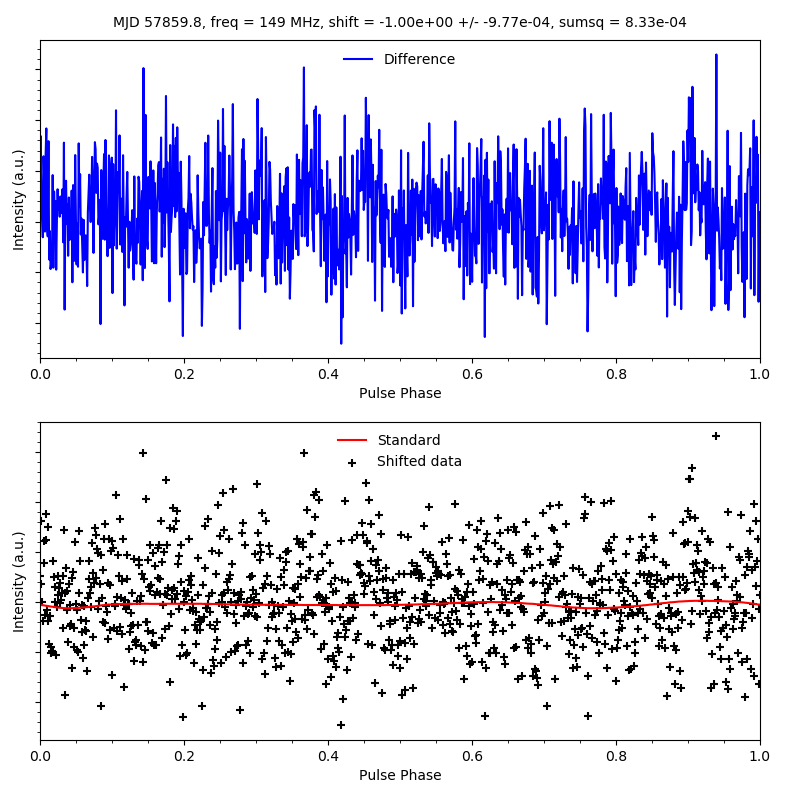 MJD 57859.8, freq = 149 MHz, shift = -1.00e+00 +/- -9.77e-04, sumsq = 8.33e-04
Difference
Intensity (a.u.)
0.0 0.2 0.4 0.6 0.8 1.0
Pulse Phase
Standard
Shifted data
Intensity (a.u.)
0.0 0.2 0.4 0.6 0.8 1.0
Pulse Phase